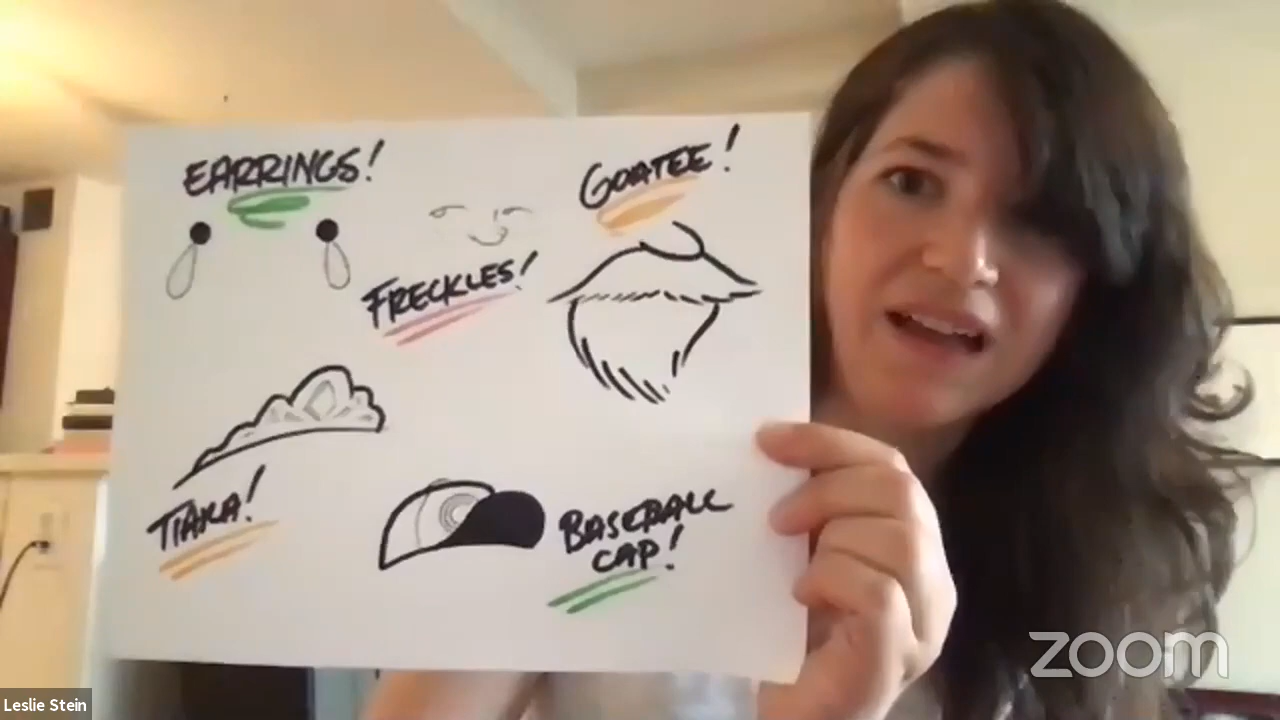 EARRINGS!
GOATEE!
FRECKLES!
TIARA!
BASEBALL
CAP!
zoom
Leslie Stein